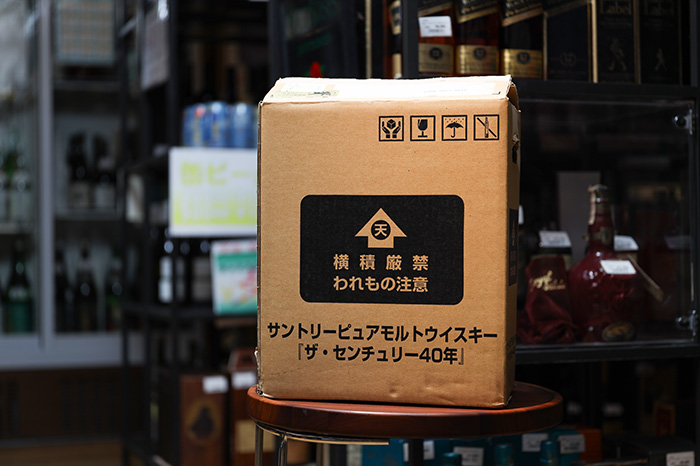 天
横積厳禁
われもの注意
サントリーピュアモルトウイスキー
『ザ・センチュリー40年』